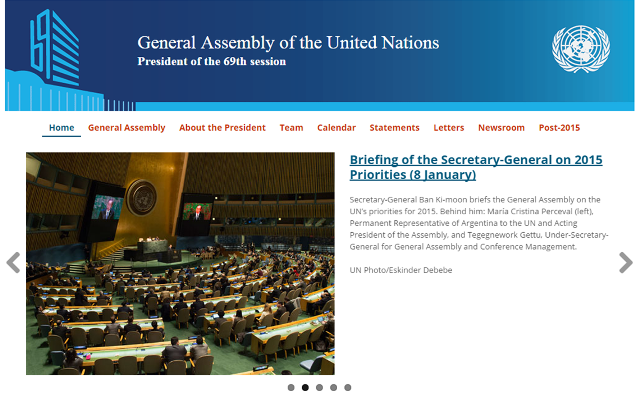 69
General Assembly of the United Nations
President of the 69th session
Home General Assembly About the President Team Calendar Statements Letters Newsroom Post-2015
Briefing of the Secretary-General on 2015
Priorities (8 January)
Secretary-General Ban Ki-moon briefs the General Assembly on the
UN's priorities for 2015. Behind him: María Cristina Perceval (left),
Permanent Representative of Argentina to the UN and Acting
President of the Assembly, and Tegegnework Gettu, Under-Secretary-
General for General Assembly and Conference Management.
UN Photo/Eskinder Debebe